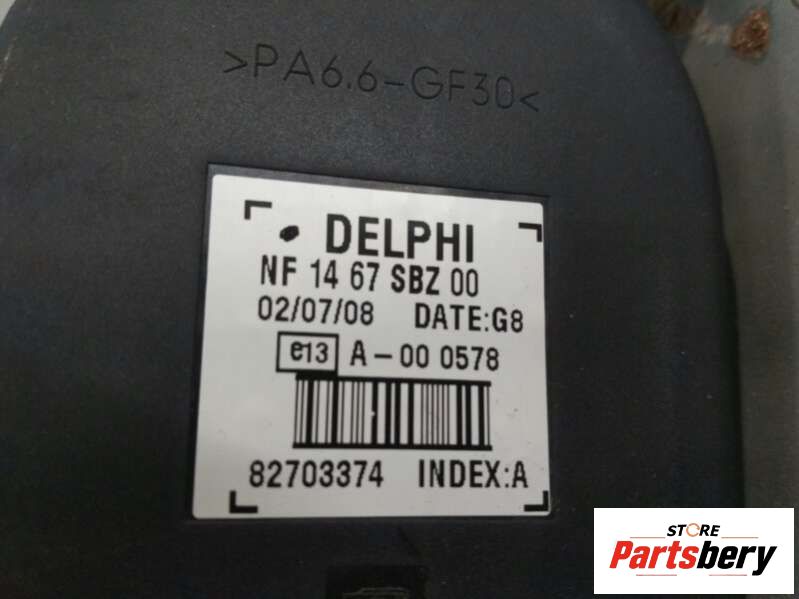 >PA6.6-GF30<
DELPHI
NF 14 67 SBZ 00
02/07/08 DATE:G8
e13 A-00 0578
82703374 INDEX:A
STORE
Partsbery